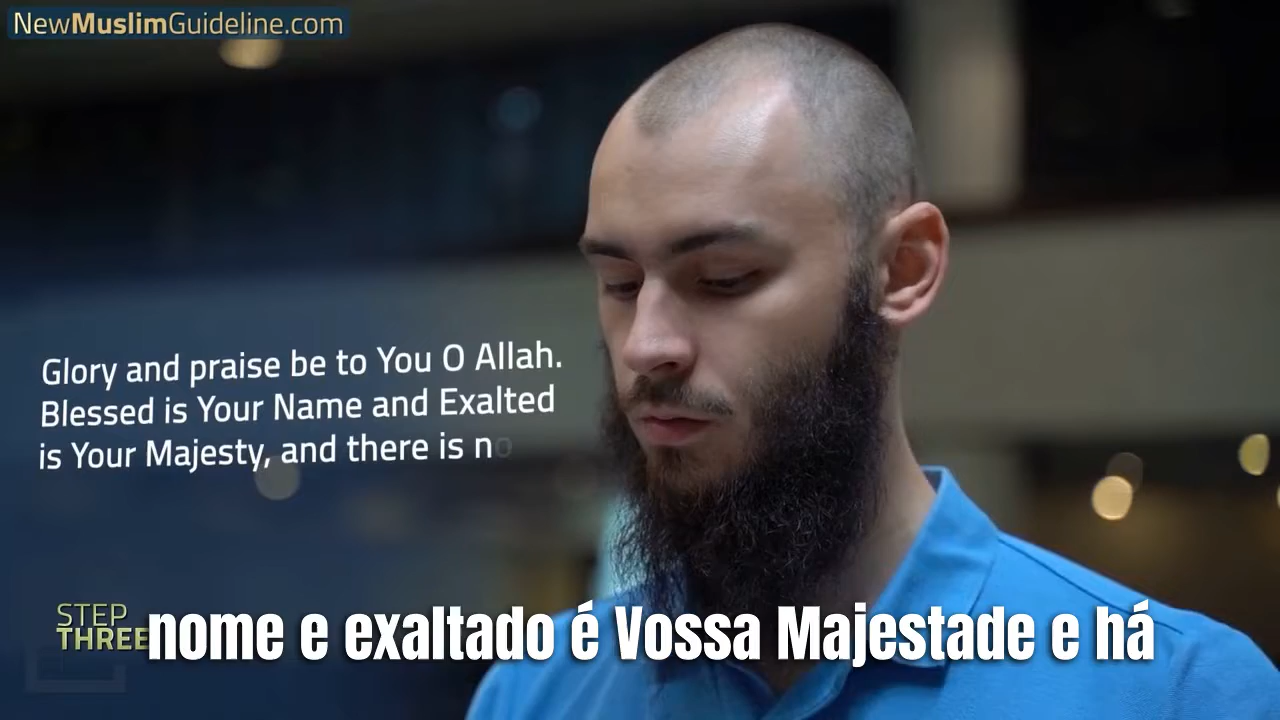 NewMuslimGuideline.com
Glory and praise be to You O Allah.
Blessed is Your Name and Exalted
is Your Majesty, and there is no
STEP
THREE
nome e exaltado é Vossa Majestade e há